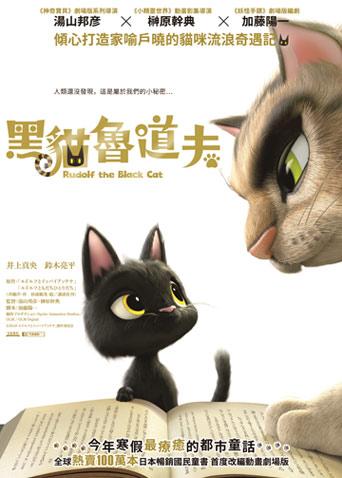 《神奇寶貝》劇場版系列導演 《小精靈世界》動畫影集導演 《妖怪手錶》劇場版編劇
湯山邦彥 × 榊原幹典 × 加藤陽一
傾心打造家喻戶曉的貓咪流浪奇遇記
人類還沒發現，這是屬於我們的小秘密…
黑貓魯道夫
Rudolf the Black Cat
井上真央 鈴木亮平
今年寒假最療癒的都市童話
全球熱賣100萬本日本暢銷國民童書 首度改編動畫劇場版